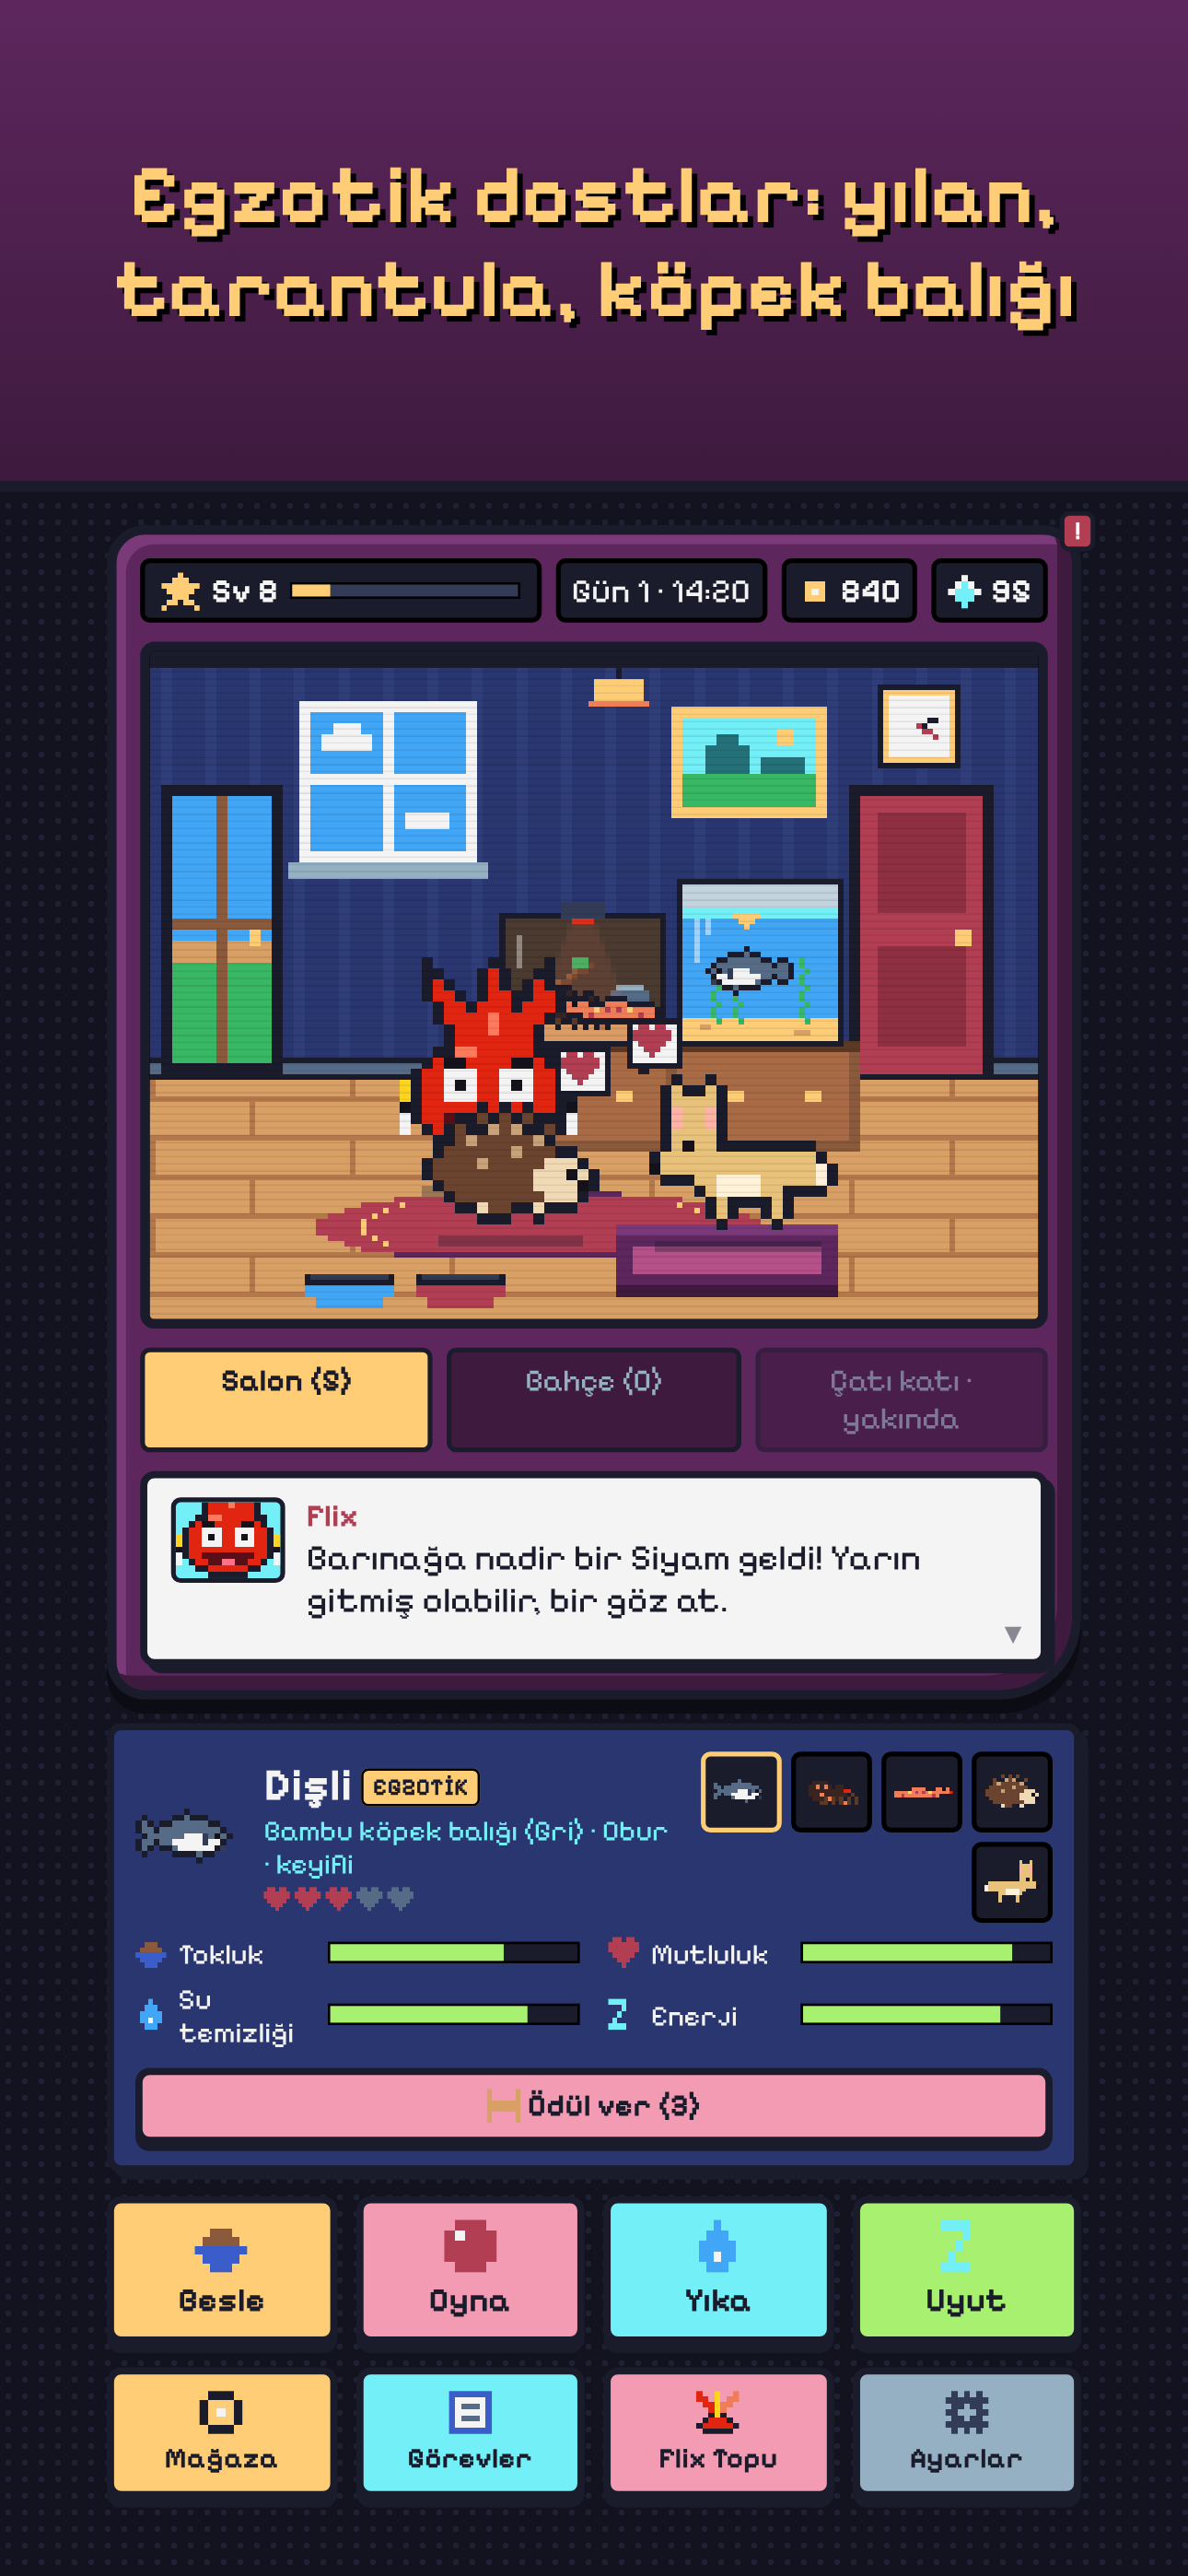 Egzotik dostlar: yılan,
tarantula, köpek balığı
!
Sv 8
Gün 1 · 14:20
840
99
Salon (5)
Bahçe (0)
Çatı katı ·
yakında
Flix
Barınağa nadir bir Siyam geldi! Yarın
gitmiş olabilir, bir göz at.
Dişli EGZOTİK
Bambu köpek balığı (Gri) · Obur
· keyifli
Tokluk
Mutluluk
Su
temizliği
Enerji
Ödül ver (3)
Besle
Oyna
Yıka
Uyut
Mağaza
Görevler
Flix Topu
Ayarlar